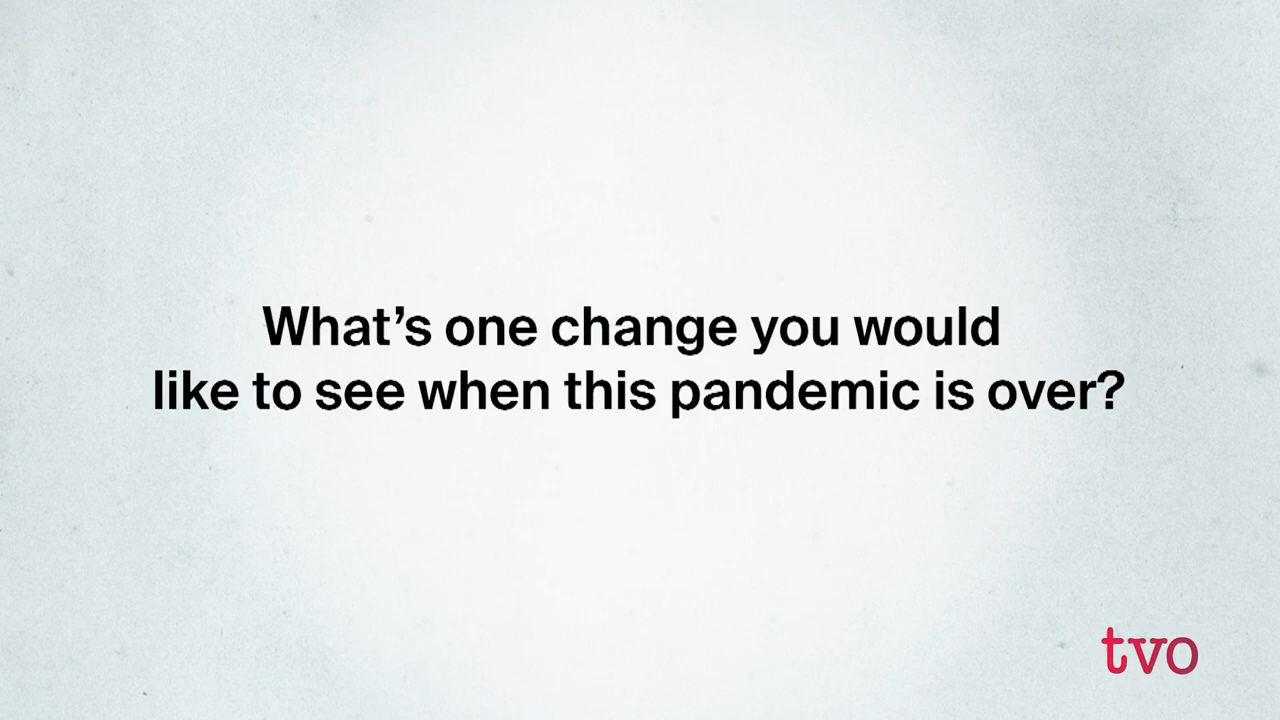 What’s one change you would
like to see when this pandemic is over?
tvo